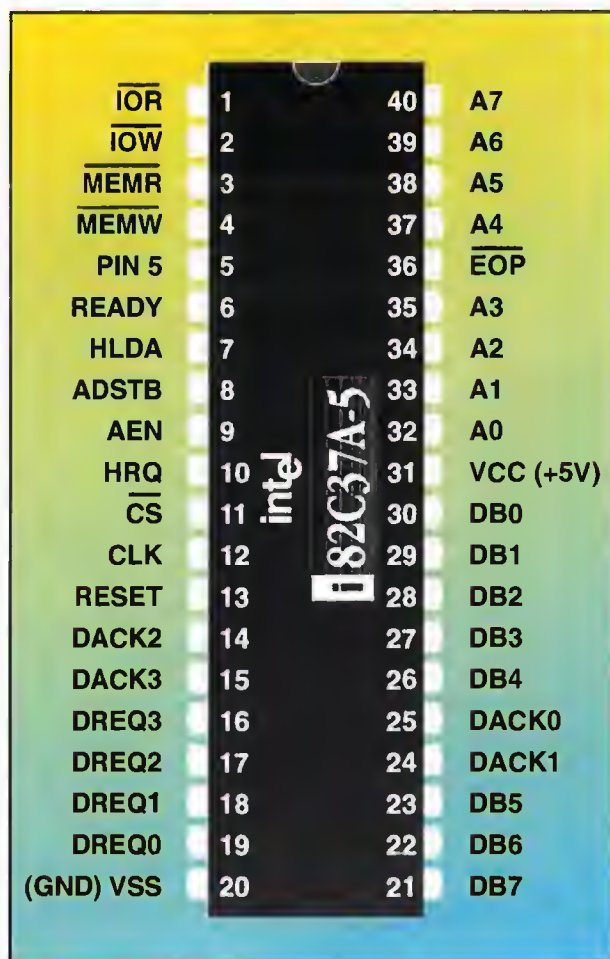 IOR 1 40 A7
IOW 2 39 A6
MEMR 3 38 A5
MEMW 4 37 A4
PIN 5 5 36 EOP
READY 6 35 A3
HLDA 7 34 A2
ADSTB 8 33 A1
AEN 9 32 A0
HRQ 10 31 VCC (+5V)
CS 11 30 DB0
CLK 12 29 DB1
RESET 13 28 DB2
DACK2 14 27 DB3
DACK3 15 26 DB4
DREQ3 16 25 DACK0
DREQ2 17 24 DACK1
DREQ1 18 23 DB5
DREQ0 19 22 DB6
(GND) VSS 20 21 DB7
intel
i82C37A-5